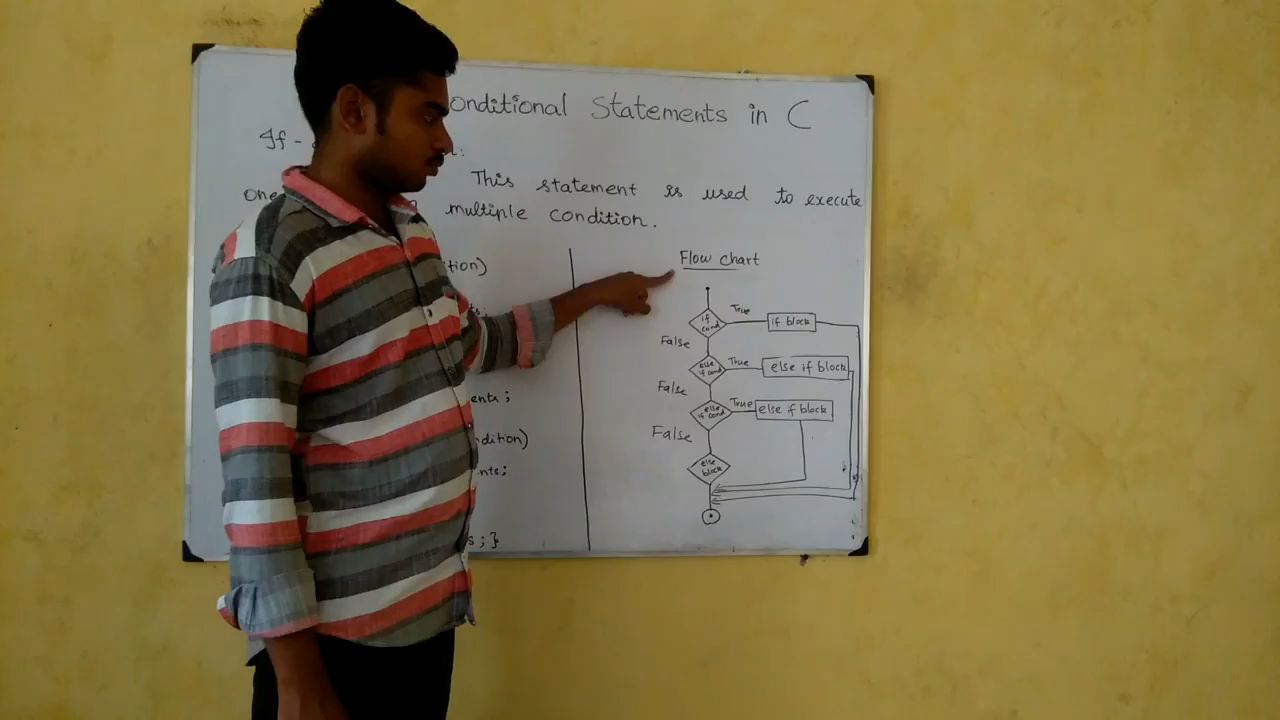 onditional Statements in C
If -
This statement is used to execute
one multiple condition.
tion)
ents;
dition)
nts;
s;}
Flow chart
if cond
True
if block
False
else if cond
True
else if block
False
else if cond
True
else if block
False
else block